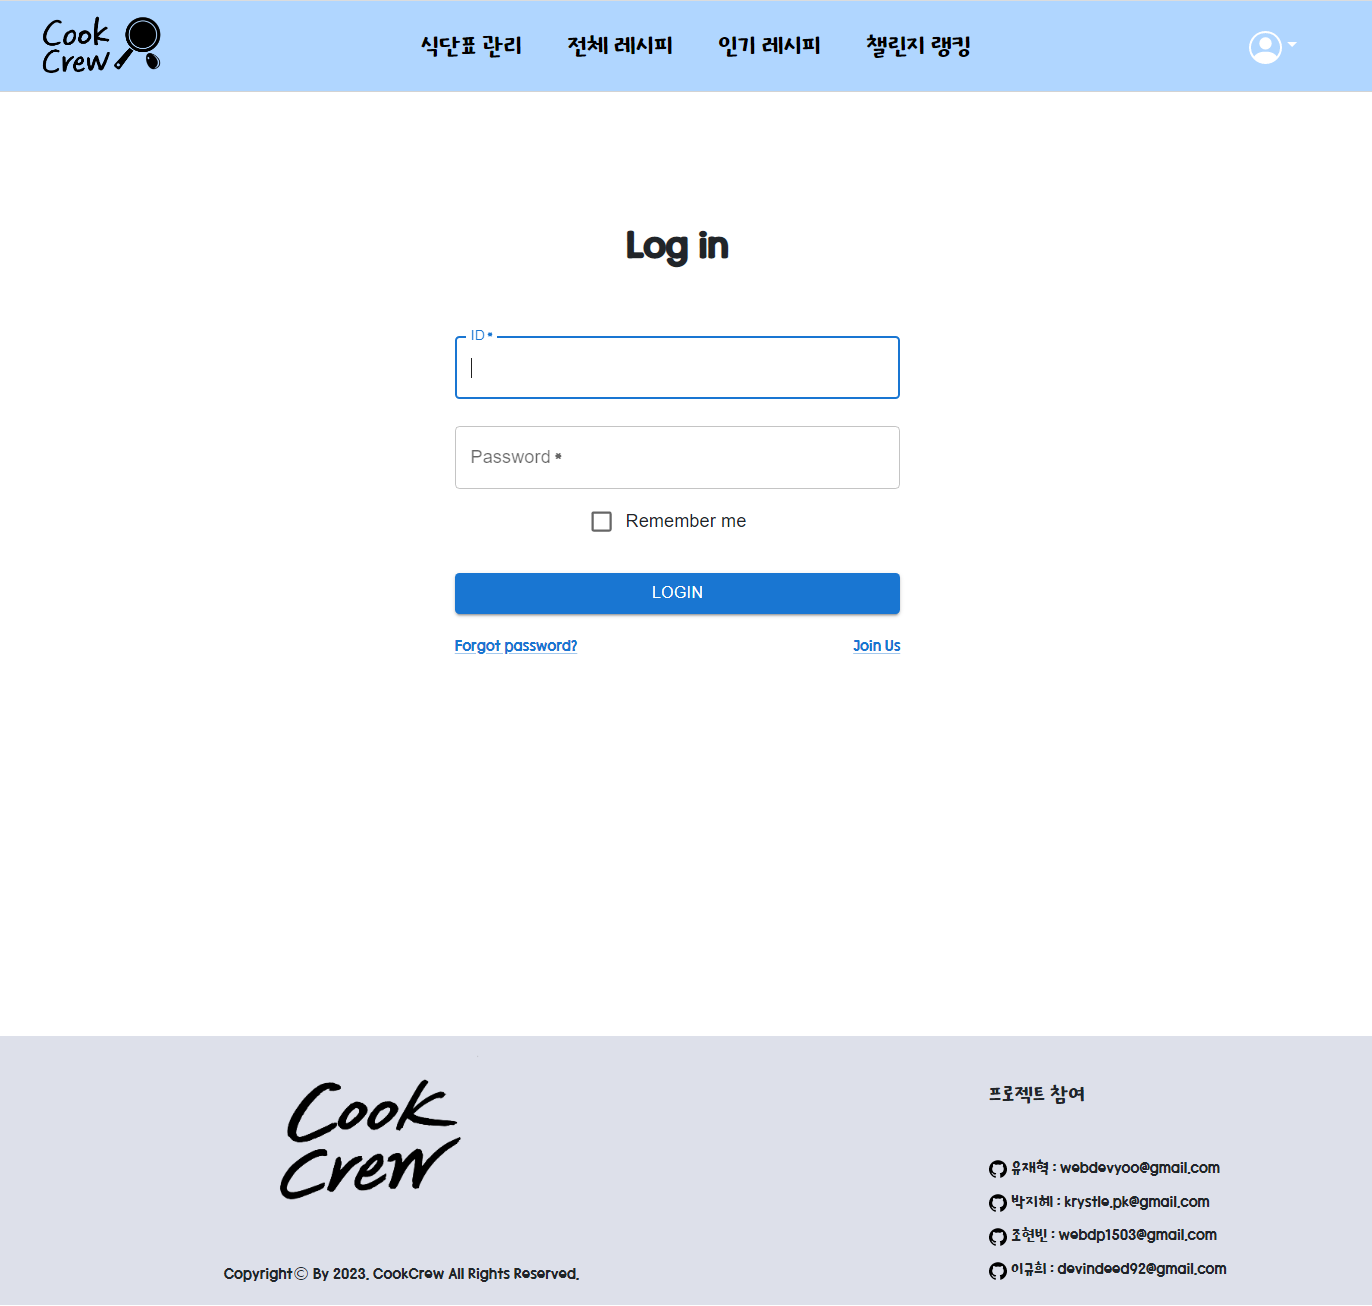 Cook
Crew
식단표 관리 전체 레시피 인기 레시피 챌린지 랭킹
Log in
ID *
Password *
Remember me
LOGIN
Forgot password? Join Us
Cook
Crew
Copyright© By 2023. CookCrew All Rights Reserved.
프로젝트 참여
유재혁 : webdevyoo@gmail.com
박지혜 : krystle.pk@gmail.com
조현빈 : webdp1503@gmail.com
이규희 : devindeed92@gmail.com